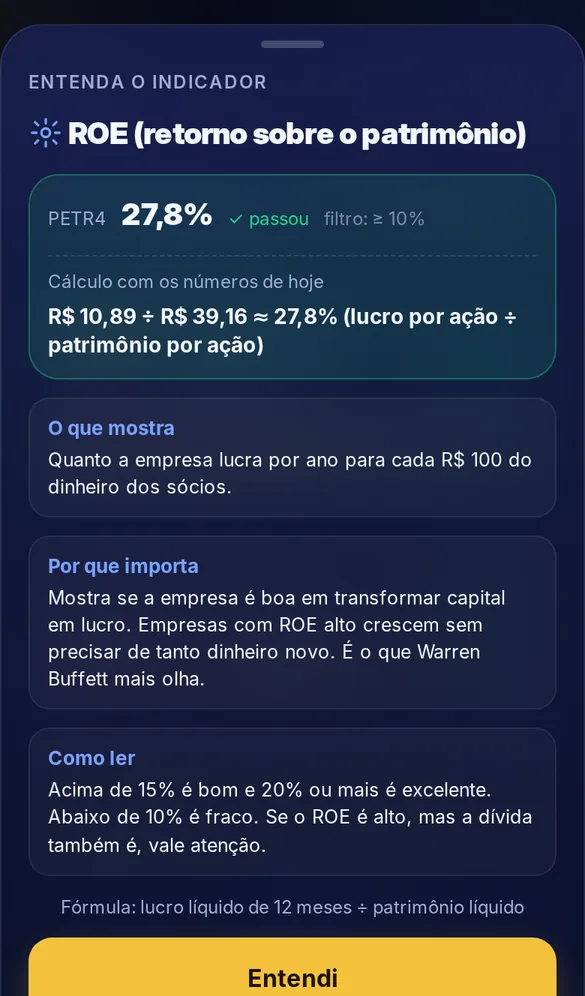 ENTENDA O INDICADOR
ROE (retorno sobre o patrimônio)
PETR4 27,8% ✓ passou filtro: ≥ 10%
Cálculo com os números de hoje
R$ 10,89 ÷ R$ 39,16 ≈ 27,8% (lucro por ação ÷
patrimônio por ação)
O que mostra
Quanto a empresa lucra por ano para cada R$ 100 do
dinheiro dos sócios.
Por que importa
Mostra se a empresa é boa em transformar capital
em lucro. Empresas com ROE alto crescem sem
precisar de tanto dinheiro novo. É o que Warren
Buffett mais olha.
Como ler
Acima de 15% é bom e 20% ou mais é excelente.
Abaixo de 10% é fraco. Se o ROE é alto, mas a dívida
também é, vale atenção.
Fórmula: lucro líquido de 12 meses ÷ patrimônio líquido
Entendi